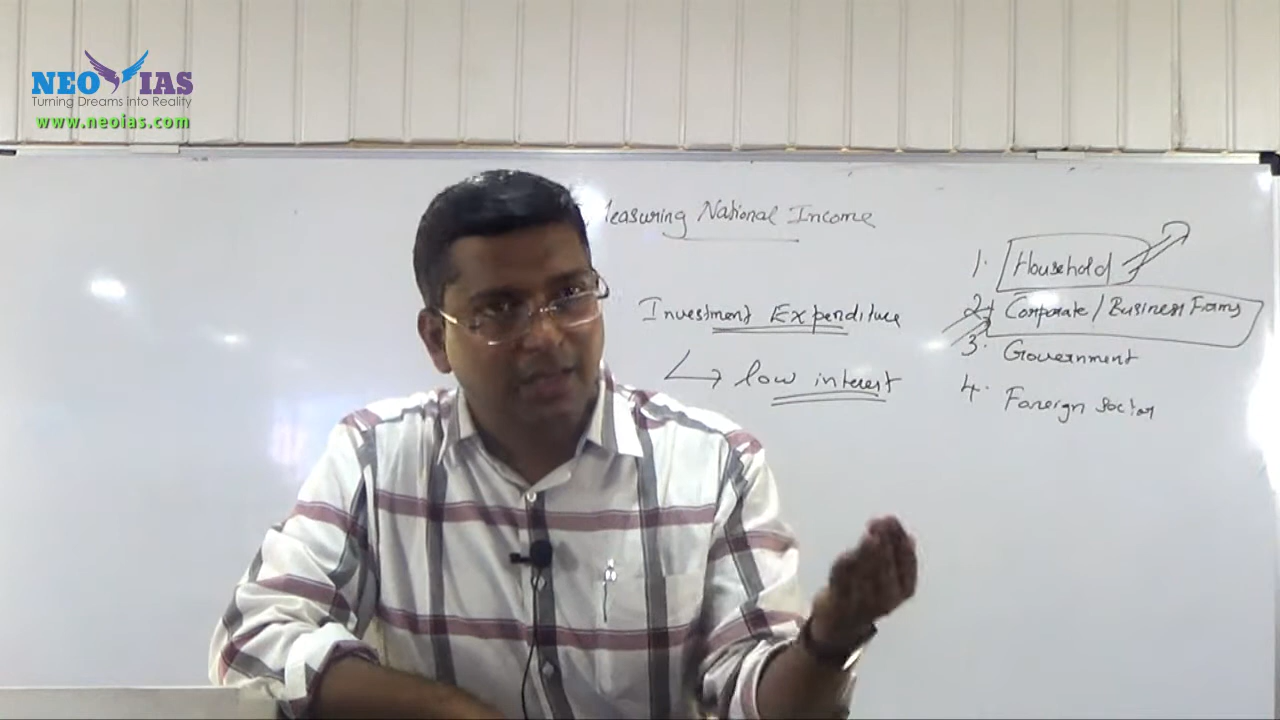 NEO IAS
Turning Dreams into Reality
www.neoias.com
Measuring National Income
Investment Expenditure
low interest
1. Household
2. Corporate / Business Firms
3. Government
4. Foreign Sector